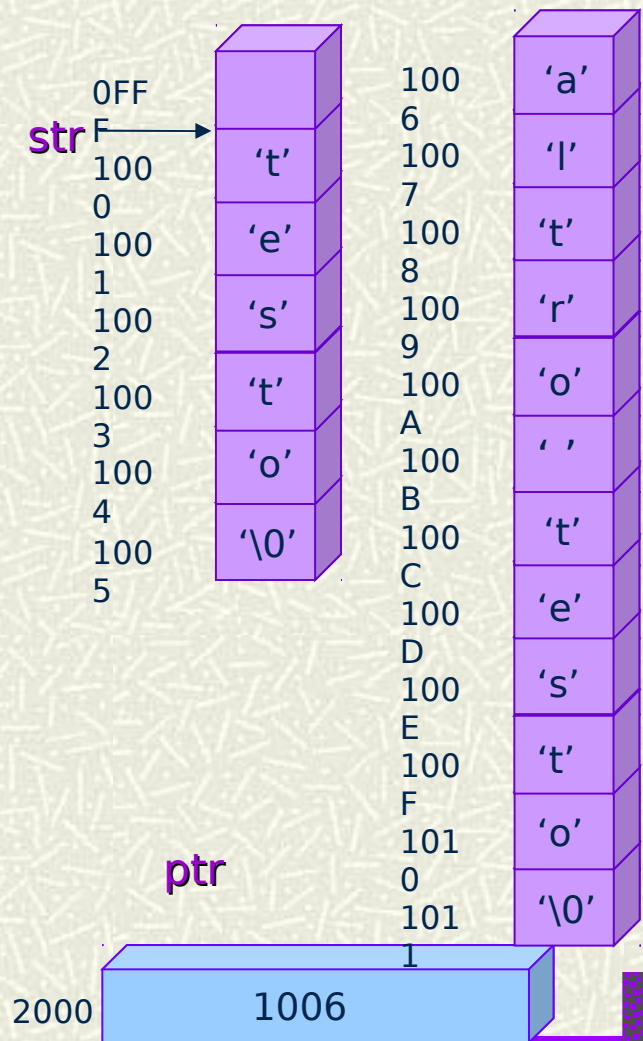 str
0FF
F
100
0
100
1
100
2
100
3
100
4
100
5
‘t’
‘e’
‘s’
‘t’
‘o’
‘\0’
100
6
100
7
100
8
100
9
100
A
100
B
100
C
100
D
100
E
100
F
101
0
101
1
‘a’
‘l’
‘t’
‘r’
‘o’
‘ ’
‘t’
‘e’
‘s’
‘t’
‘o’
‘\0’
ptr
2000
1006